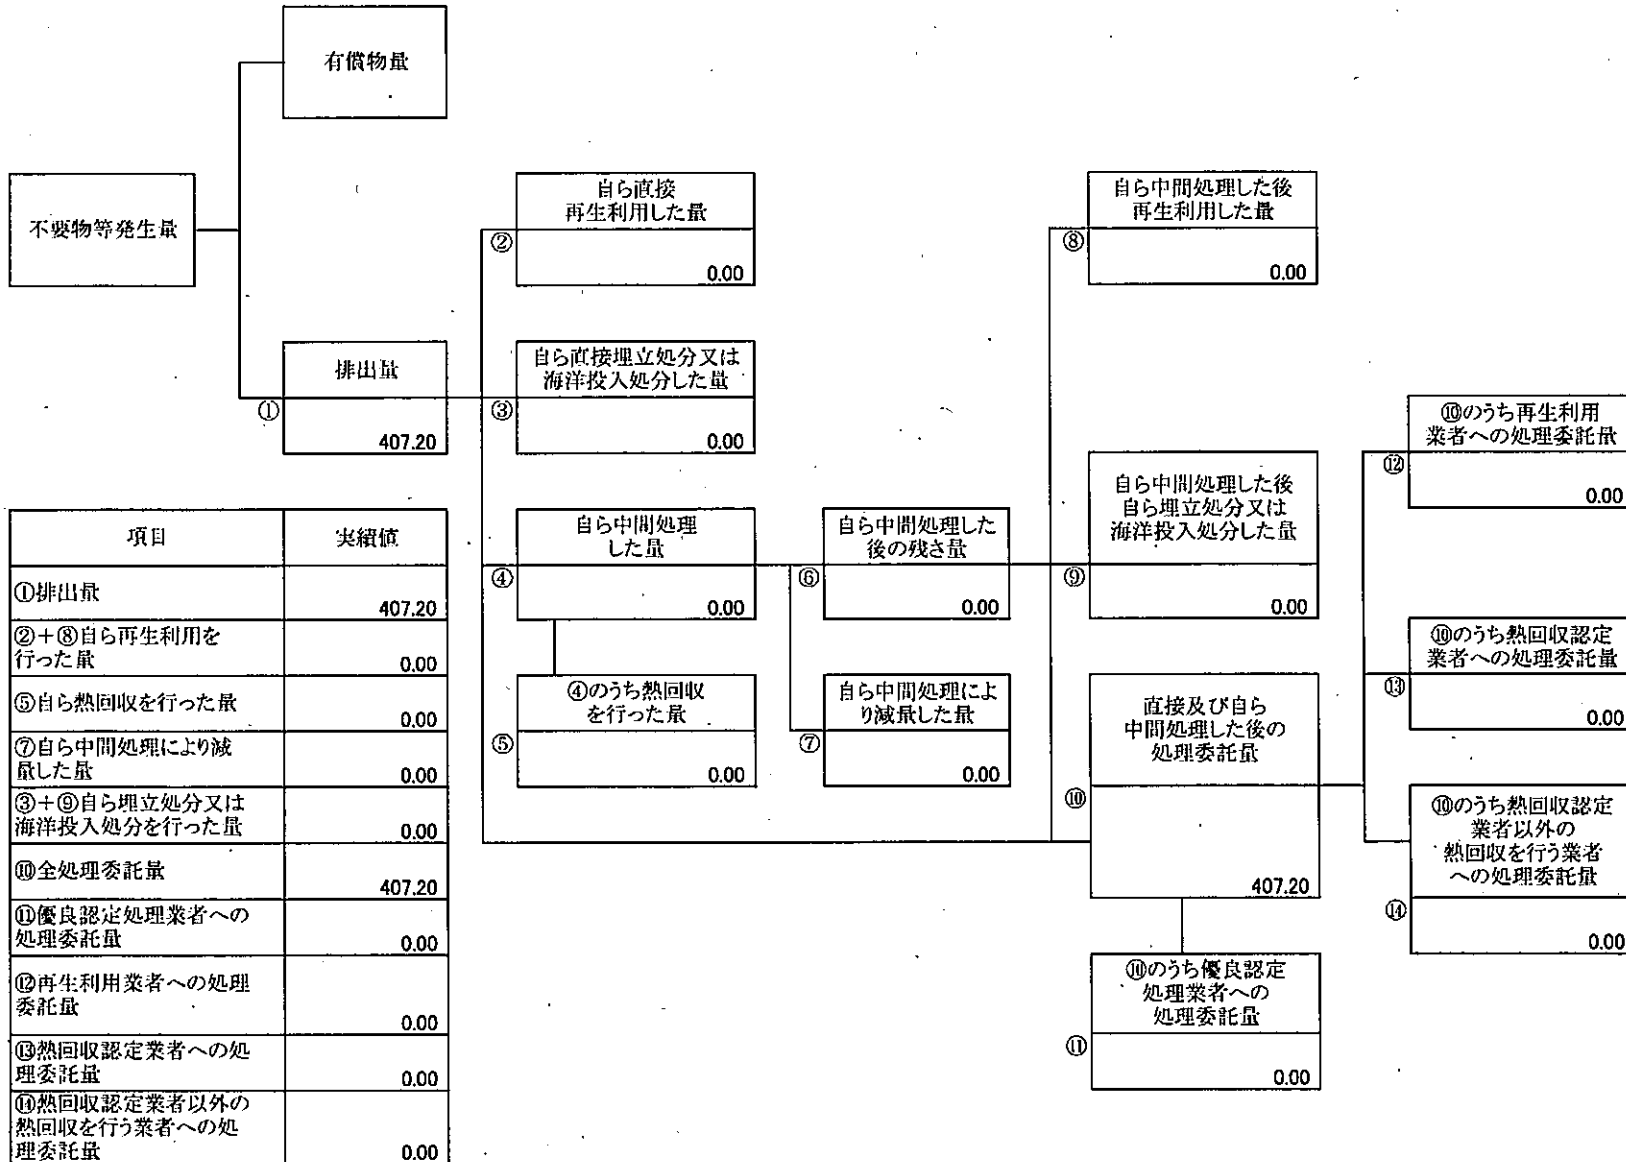 有償物量
不要物等発生量
排出量
①
407.20
自ら直接
再生利用した量
②
0.00
自ら直接埋立処分又は
海洋投入処分した量
③
0.00
自ら中間処理
した量
④
0.00
④のうち熱回収
を行った量
⑤
0.00
自ら中間処理した
後の残さ量
⑥
0.00
自ら中間処理によ
り減量した量
⑦
0.00
自ら中間処理した後
再生利用した量
⑧
0.00
自ら中間処理した後
自ら埋立処分又は
海洋投入処分した量
⑨
0.00
直接及び自ら
中間処理した後の
処理委託量
⑩
407.20
⑩のうち優良認定
処理業者への
処理委託量
⑪
0.00
⑩のうち再生利用
業者への処理委託量
⑫
0.00
⑩のうち熱回収認定
業者への処理委託量
⑬
0.00
⑩のうち熱回収認定
業者以外の
熱回収を行う業者
への処理委託量
⑭
0.00
項目 実績値
①排出量
407.20
②＋⑧自ら再生利用を
行った量 0.00
⑤自ら熱回収を行った量
0.00
⑦自ら中間処理により減
量した量 0.00
③＋⑨自ら埋立処分又は
海洋投入処分を行った量 0.00
⑩全処理委託量
407.20
⑪優良認定処理業者への
処理委託量 0.00
⑫再生利用業者への処理
委託量
0.00
⑬熱回収認定業者への処
理委託量 0.00
⑭熱回収認定業者以外の
熱回収を行う業者への処
理委託量 0.00